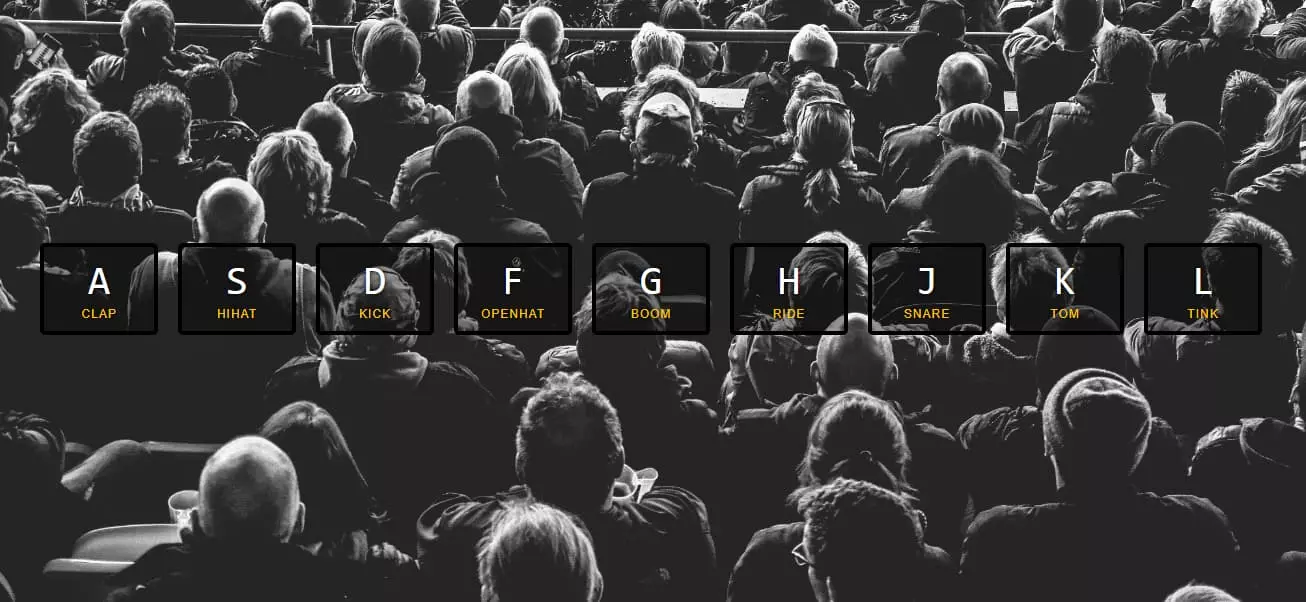 A S D F G H J K L
CLAP HIHAT KICK OPENHAT BOOM RIDE SNARE TOM TINK